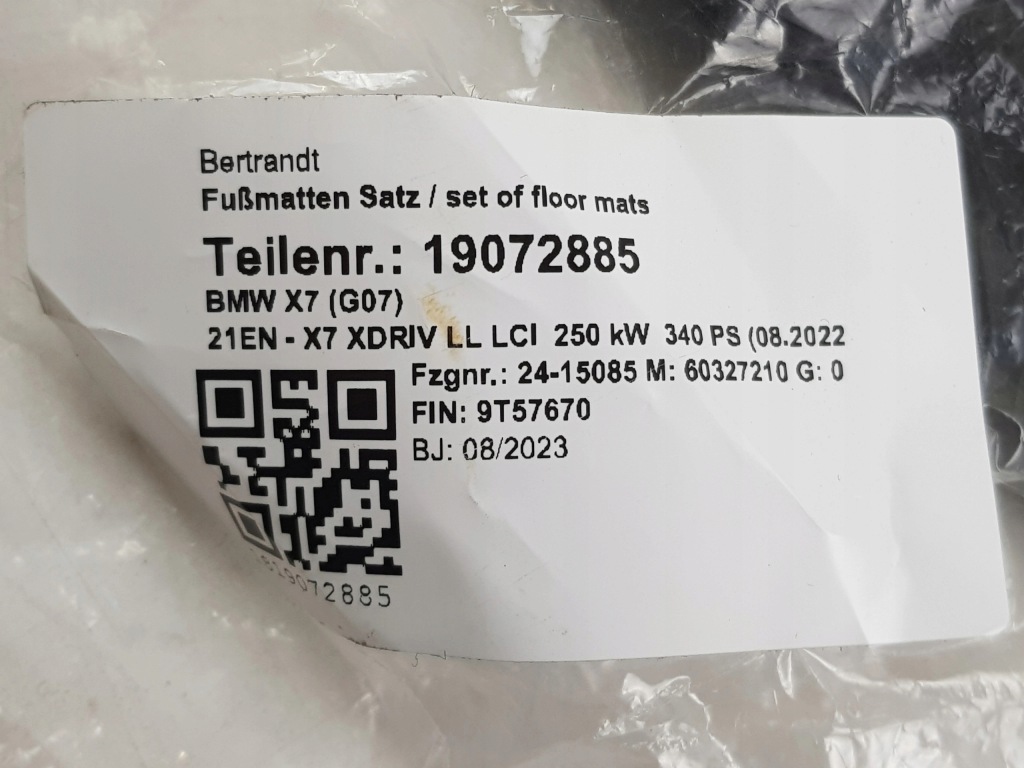 Bertrandt
Fußmatten Satz / set of floor mats
Teilenr.: 19072885
BMW X7 (G07)
21EN - X7 XDRIV LL LCI 250 kW 340 PS (08.2022
Fzgnr.: 24-15085 M: 60327210 G: 0
FIN: 9T57670
BJ: 08/2023